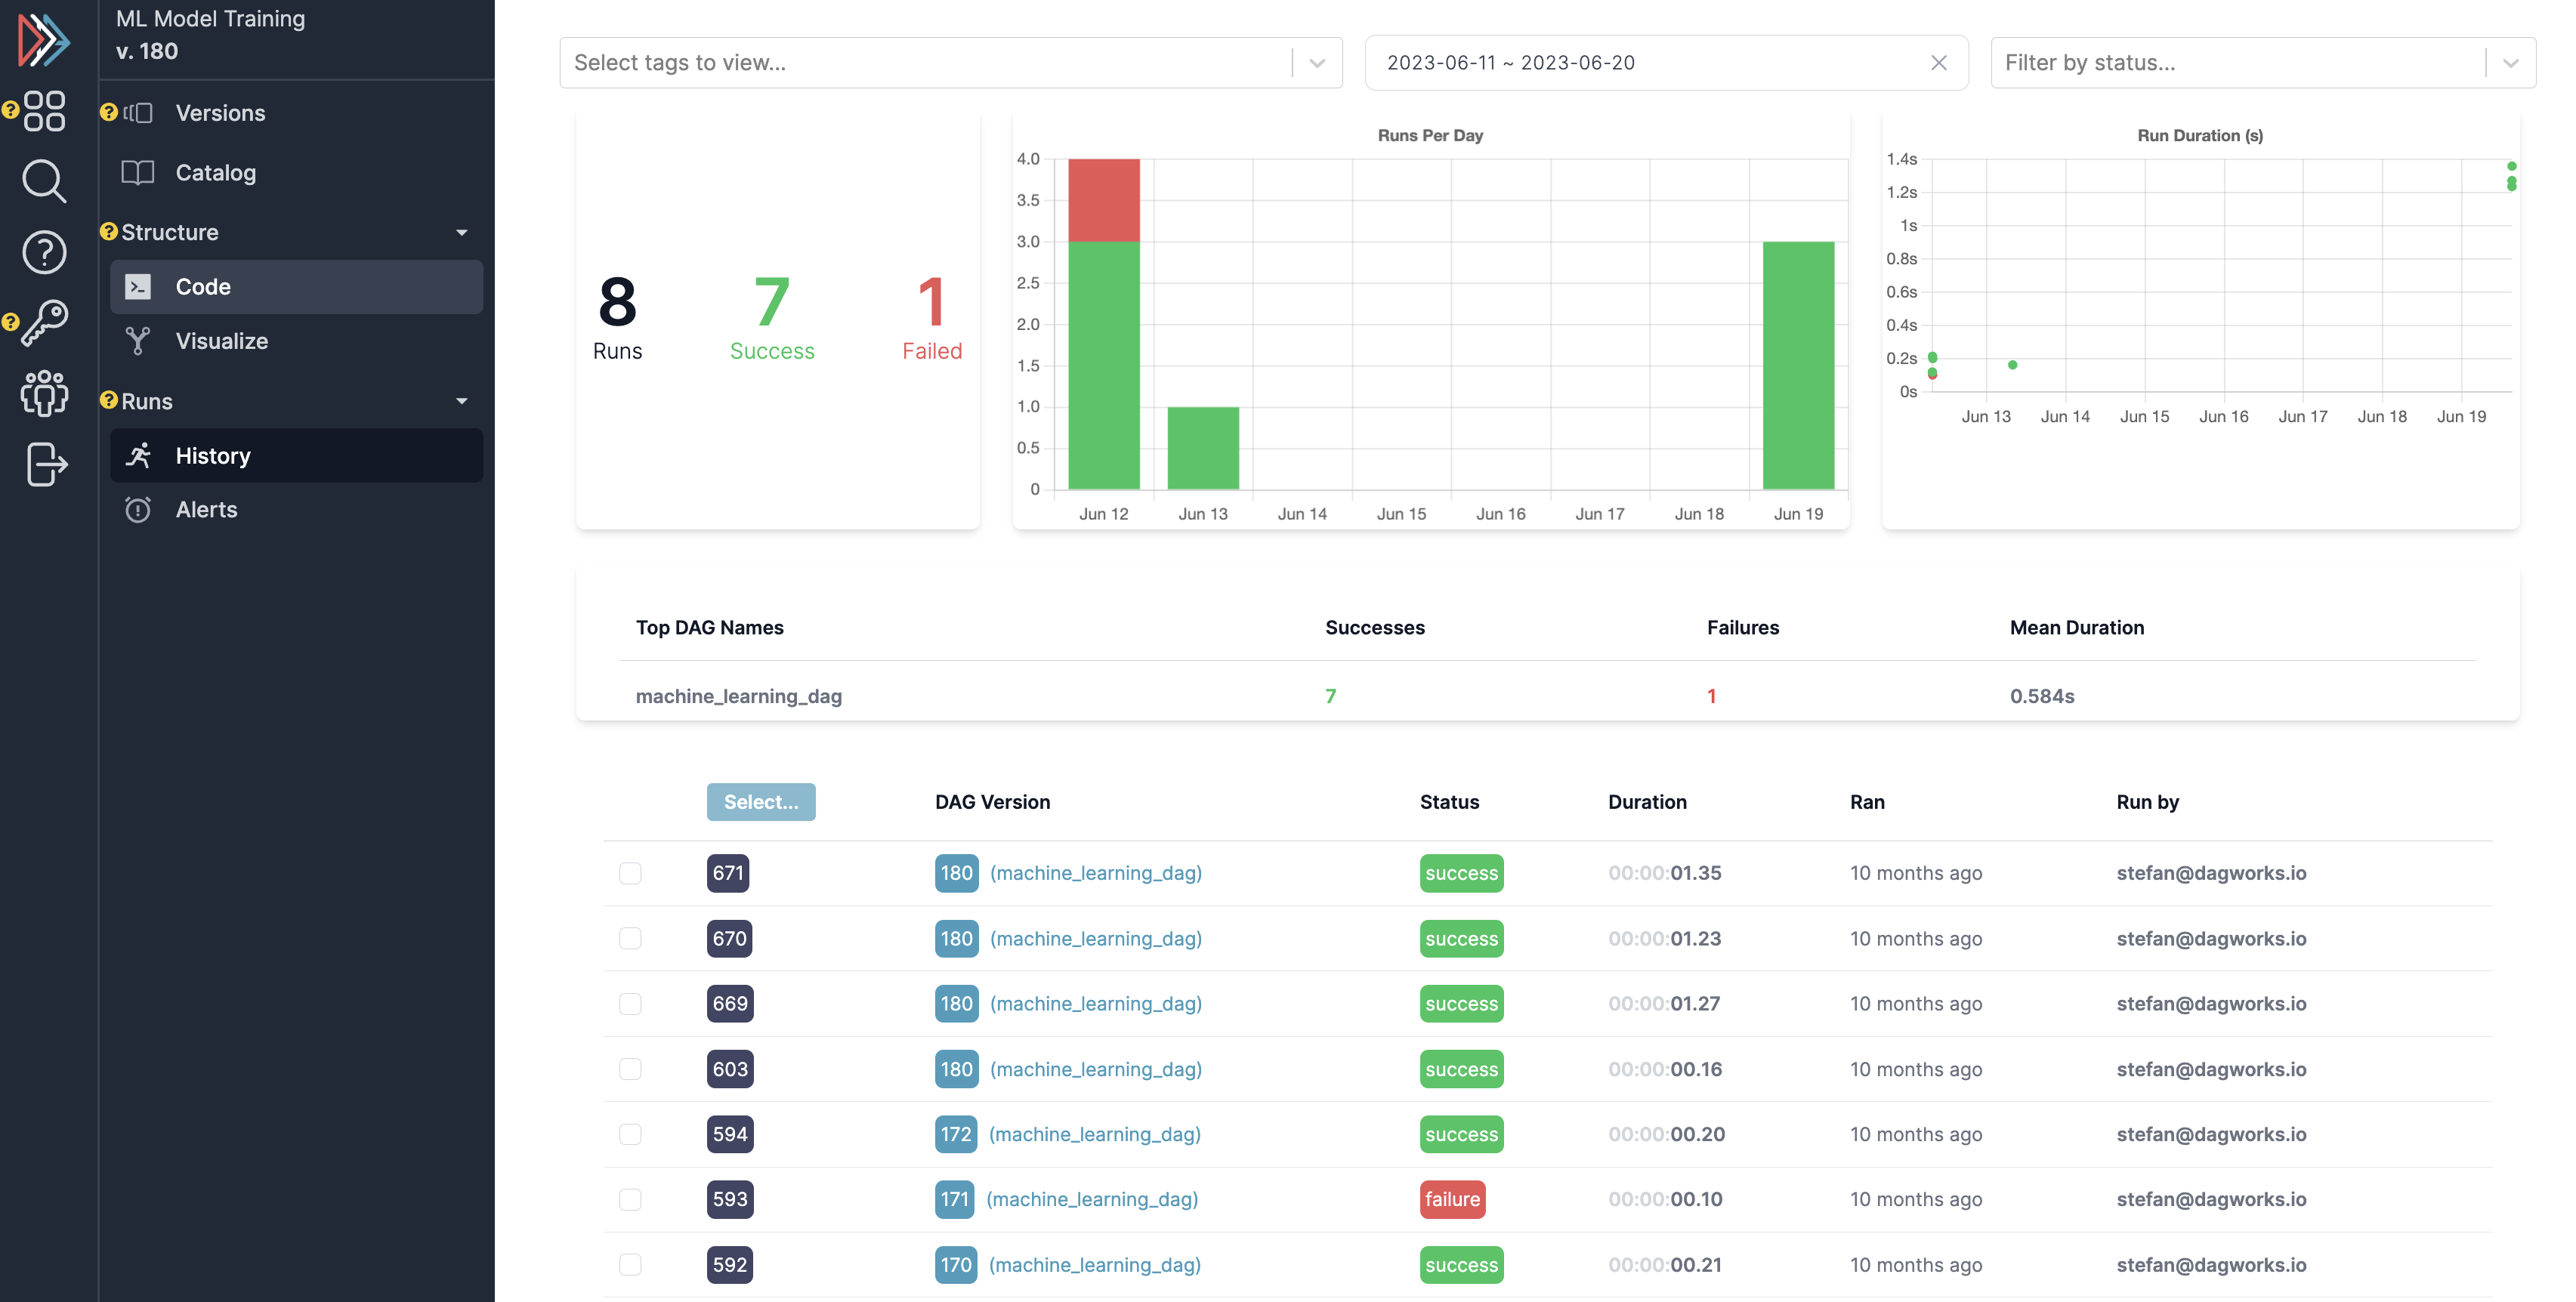 ML Model Training
v. 180
Versions
Catalog
Structure
Code
Visualize
Runs
History
Alerts
Select tags to view...
2023-06-11 ~ 2023-06-20
Filter by status...
8
Runs
7
Success
1
Failed
Runs Per Day
4.0
3.5
3.0
2.5
2.0
1.5
1.0
0.5
0
Jun 12 Jun 13 Jun 14 Jun 15 Jun 16 Jun 17 Jun 18 Jun 19
Run Duration (s)
1.4s
1.2s
1s
0.8s
0.6s
0.4s
0.2s
0s
Jun 13 Jun 14 Jun 15 Jun 16 Jun 17 Jun 18 Jun 19
Top DAG Names Successes Failures Mean Duration
machine_learning_dag 7 1 0.584s
Select... DAG Version Status Duration Ran Run by
671 180 (machine_learning_dag) success 00:00:01.35 10 months ago stefan@dagworks.io
670 180 (machine_learning_dag) success 00:00:01.23 10 months ago stefan@dagworks.io
669 180 (machine_learning_dag) success 00:00:01.27 10 months ago stefan@dagworks.io
603 180 (machine_learning_dag) success 00:00:00.16 10 months ago stefan@dagworks.io
594 172 (machine_learning_dag) success 00:00:00.20 10 months ago stefan@dagworks.io
593 171 (machine_learning_dag) failure 00:00:00.10 10 months ago stefan@dagworks.io
592 170 (machine_learning_dag) success 00:00:00.21 10 months ago stefan@dagworks.io